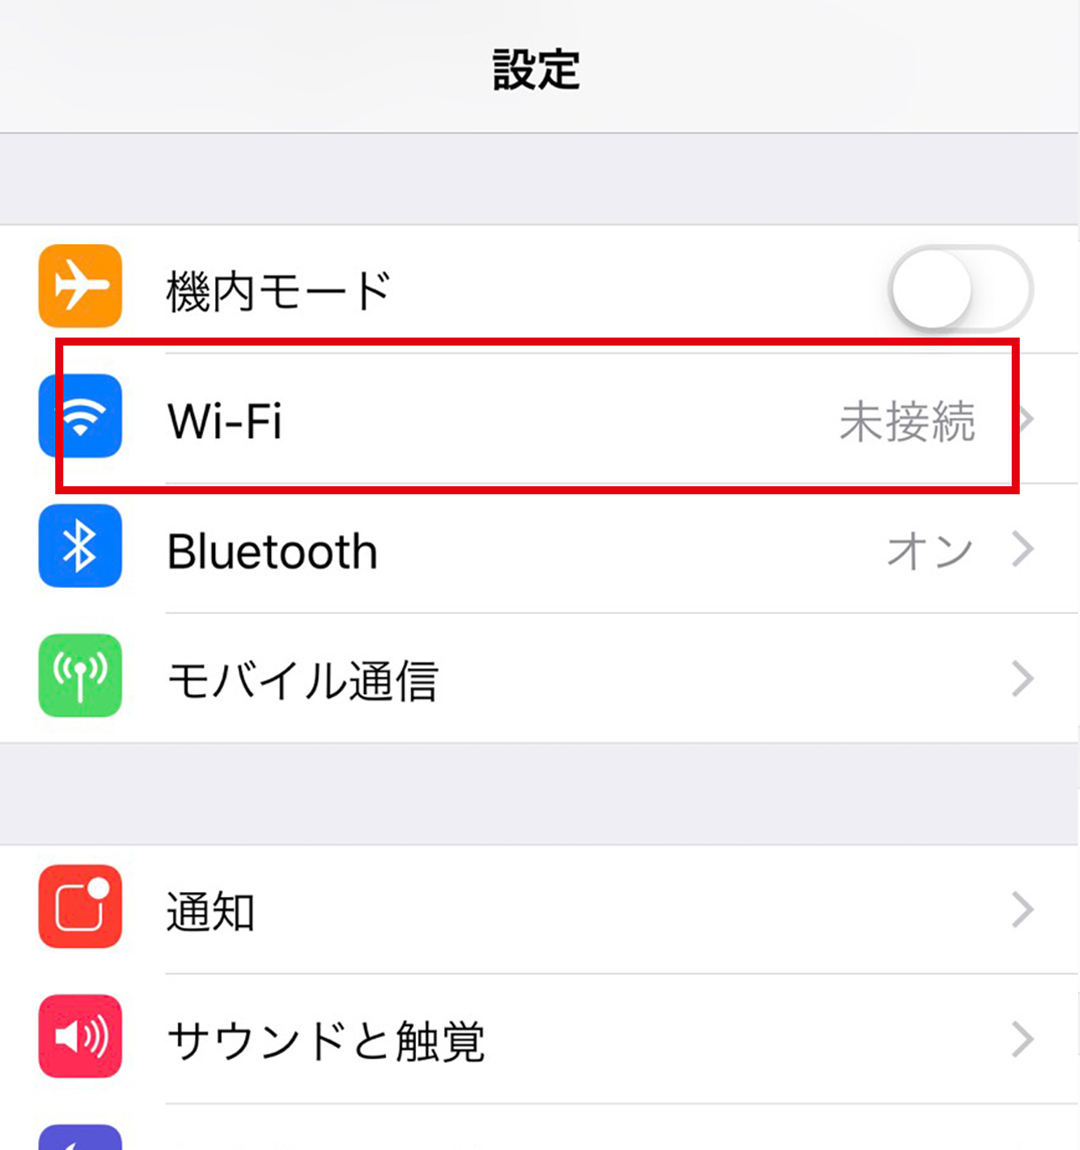 設定
機内モード
Wi-Fi 未接続
Bluetooth オン
モバイル通信
通知
サウンドと触覚